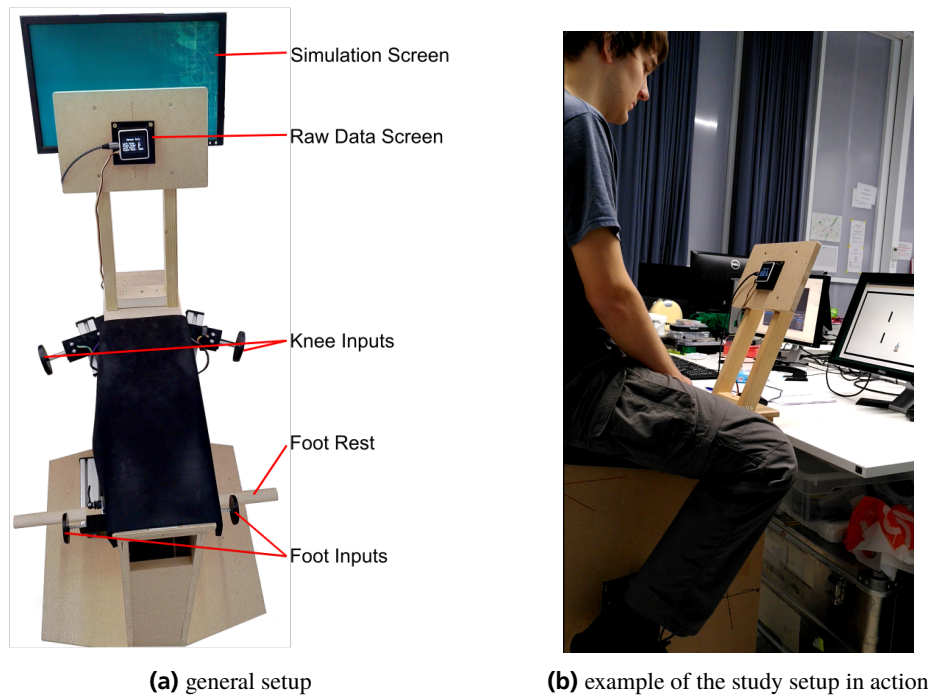 Simulation Screen
Raw Data Screen
Knee Inputs
Foot Rest
Foot Inputs
(a) general setup
(b) example of the study setup in action